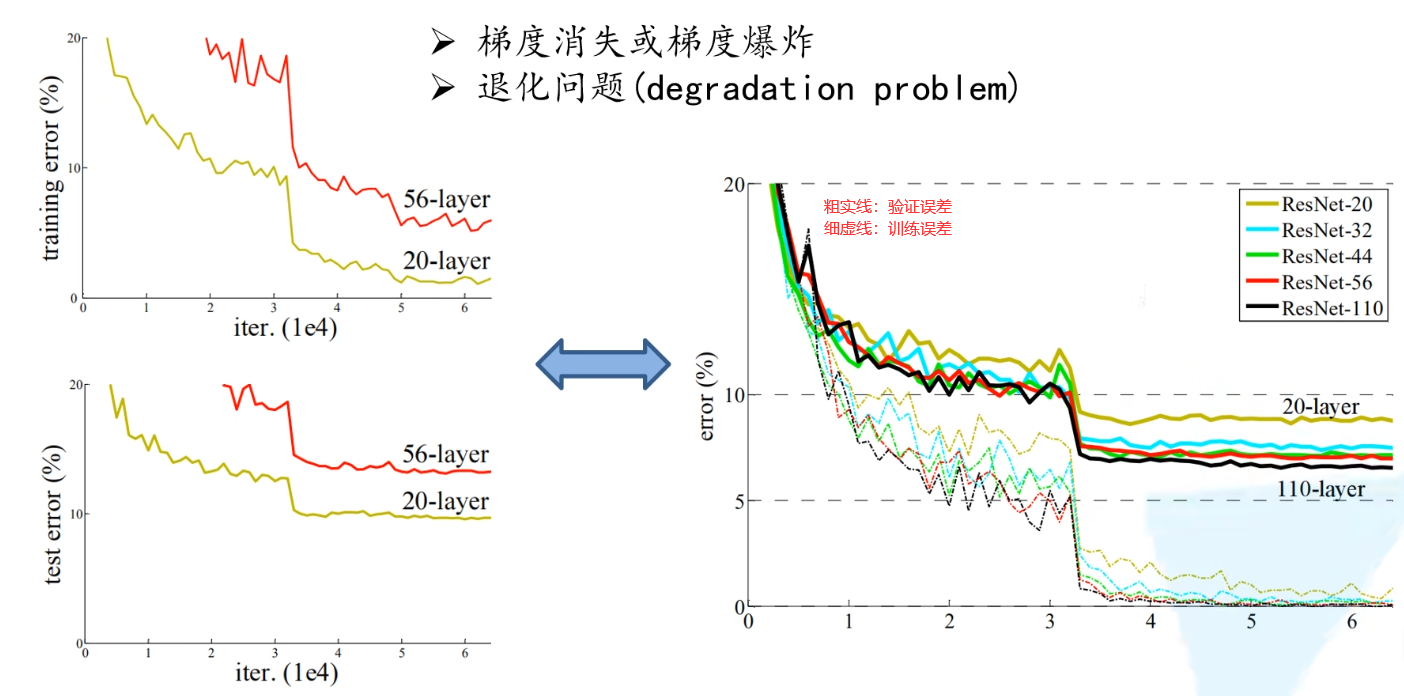 ➢ 梯度消失或梯度爆炸
➢ 退化问题(degradation problem)
20
10
0
training error (%)
56-layer
20-layer
0 1 2 3 4 5 6
iter. (1e4)
20
10
0
test error (%)
56-layer
20-layer
0 1 2 3 4 5 6
iter. (1e4)
20
10
5
0
error (%)
粗实线：验证误差
细虚线：训练误差
ResNet-20
ResNet-32
ResNet-44
ResNet-56
ResNet-110
20-layer
110-layer
0 1 2 3 4 5 6